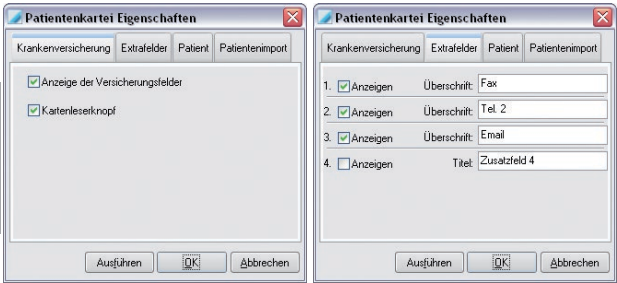 Patientenkartei Eigenschaften
Krankenversicherung Extrafelder Patient Patientenimport
Anzeige der Versicherungsfelder
Kartenleserknopf
Ausführen OK Abbrechen
Patientenkartei Eigenschaften
Krankenversicherung Extrafelder Patient Patientenimport
1. Anzeigen Überschrift: Fax
2. Anzeigen Überschrift: Tel. 2
3. Anzeigen Überschrift: Email
4. Anzeigen Titel: Zusatzfeld 4
Ausführen OK Abbrechen